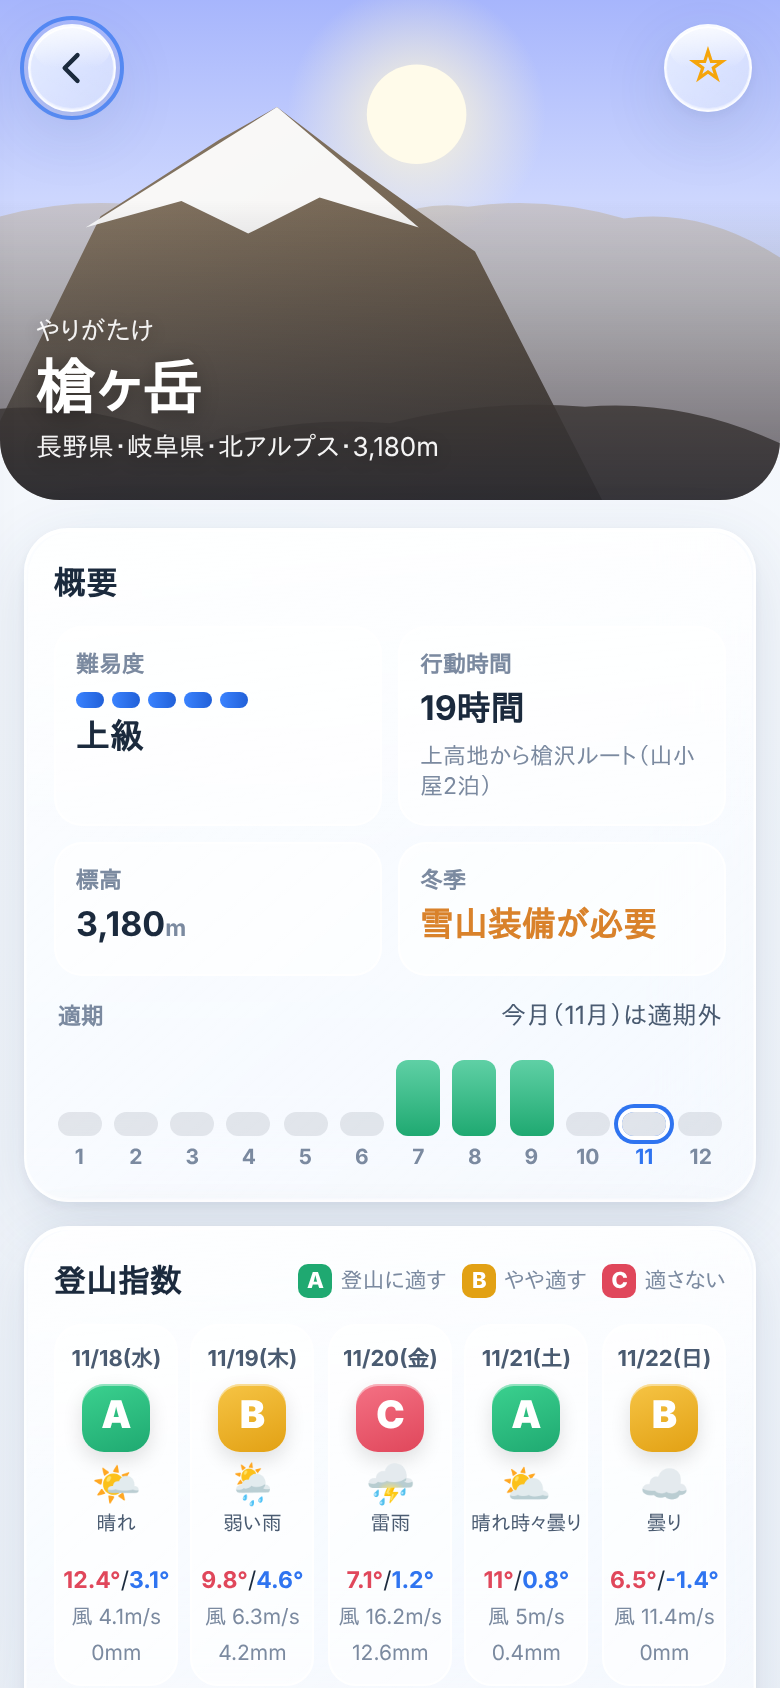 やりがたけ
槍ヶ岳
長野県・岐阜県・北アルプス・3,180m
概要
難易度
上級
行動時間
19時間
上高地から槍沢ルート（山小
屋2泊）
標高
3,180m
冬季
雪山装備が必要
適期
今月（11月）は適期外
1 2 3 4 5 6 7 8 9 10 11 12
登山指数
A 登山に適す B やや適す C 適さない
11/18(水) 11/19(木) 11/20(金) 11/21(土) 11/22(日)
A B C A B
晴れ 弱い雨 雷雨 晴れ時々曇り 曇り
12.4°/3.1° 9.8°/4.6° 7.1°/1.2° 11°/0.8° 6.5°/-1.4°
風 4.1m/s 風 6.3m/s 風 16.2m/s 風 5m/s 風 11.4m/s
0mm 4.2mm 12.6mm 0.4mm 0mm